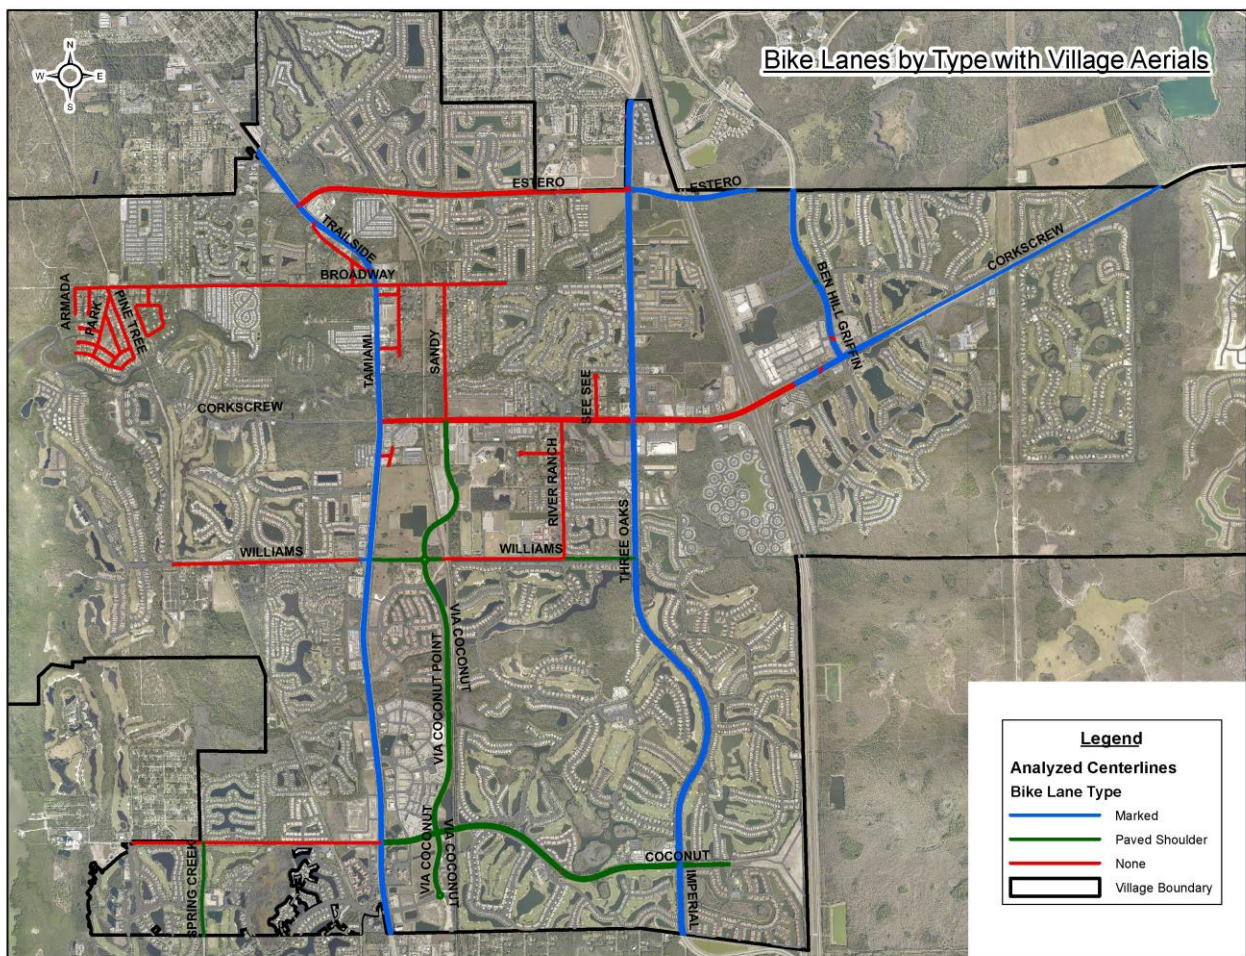 Bike Lanes by Type with Village Aerials
N
W E
S
ESTERO
ESTERO
TRAILSIDE
BROADWAY
CORKSCREW
BEN HILL GRIFFIN
ARMADA
PARK
PINE TREE
TAMIAMI
SANDY
SEE SEE
CORKSCREW
RIVER RANCH
THREE OAKS
WILLIAMS
WILLIAMS
VIA COCONUT
VIA COCONUT POINT
VIA COCONUT
VIA COCONUT
COCONUT
SPRING CREEK
IMPERIAL
Legend
Analyzed Centerlines
Bike Lane Type
Marked
Paved Shoulder
None
Village Boundary